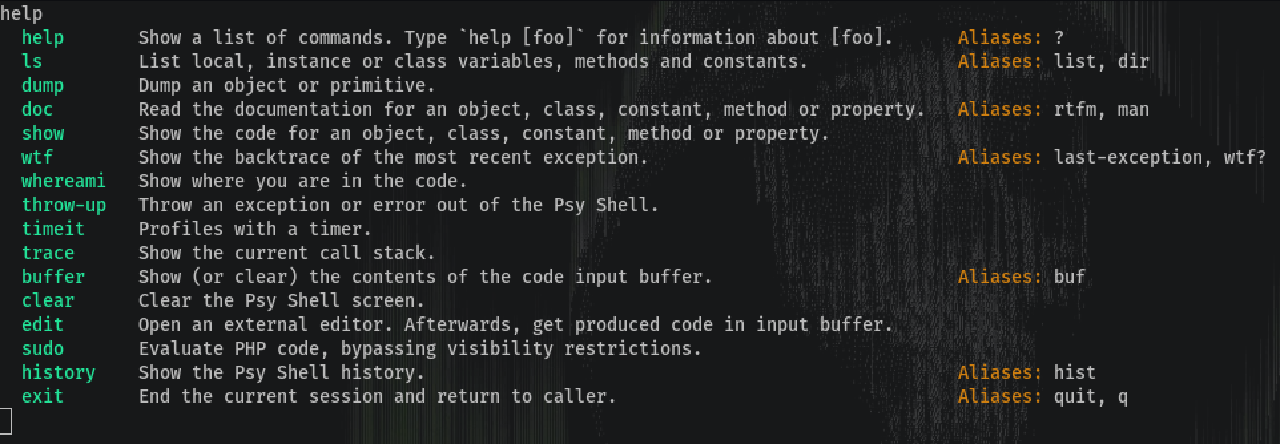 help
help Show a list of commands. Type `help [foo]` for information about [foo]. Aliases: ?
ls List local, instance or class variables, methods and constants. Aliases: list, dir
dump Dump an object or primitive.
doc Read the documentation for an object, class, constant, method or property. Aliases: rtfm, man
show Show the code for an object, class, constant, method or property.
wtf Show the backtrace of the most recent exception. Aliases: last-exception, wtf?
whereami Show where you are in the code.
throw-up Throw an exception or error out of the Psy Shell.
timeit Profiles with a timer.
trace Show the current call stack.
buffer Show (or clear) the contents of the code input buffer. Aliases: buf
clear Clear the Psy Shell screen.
edit Open an external editor. Afterwards, get produced code in input buffer.
sudo Evaluate PHP code, bypassing visibility restrictions.
history Show the Psy Shell history. Aliases: hist
exit End the current session and return to caller. Aliases: quit, q